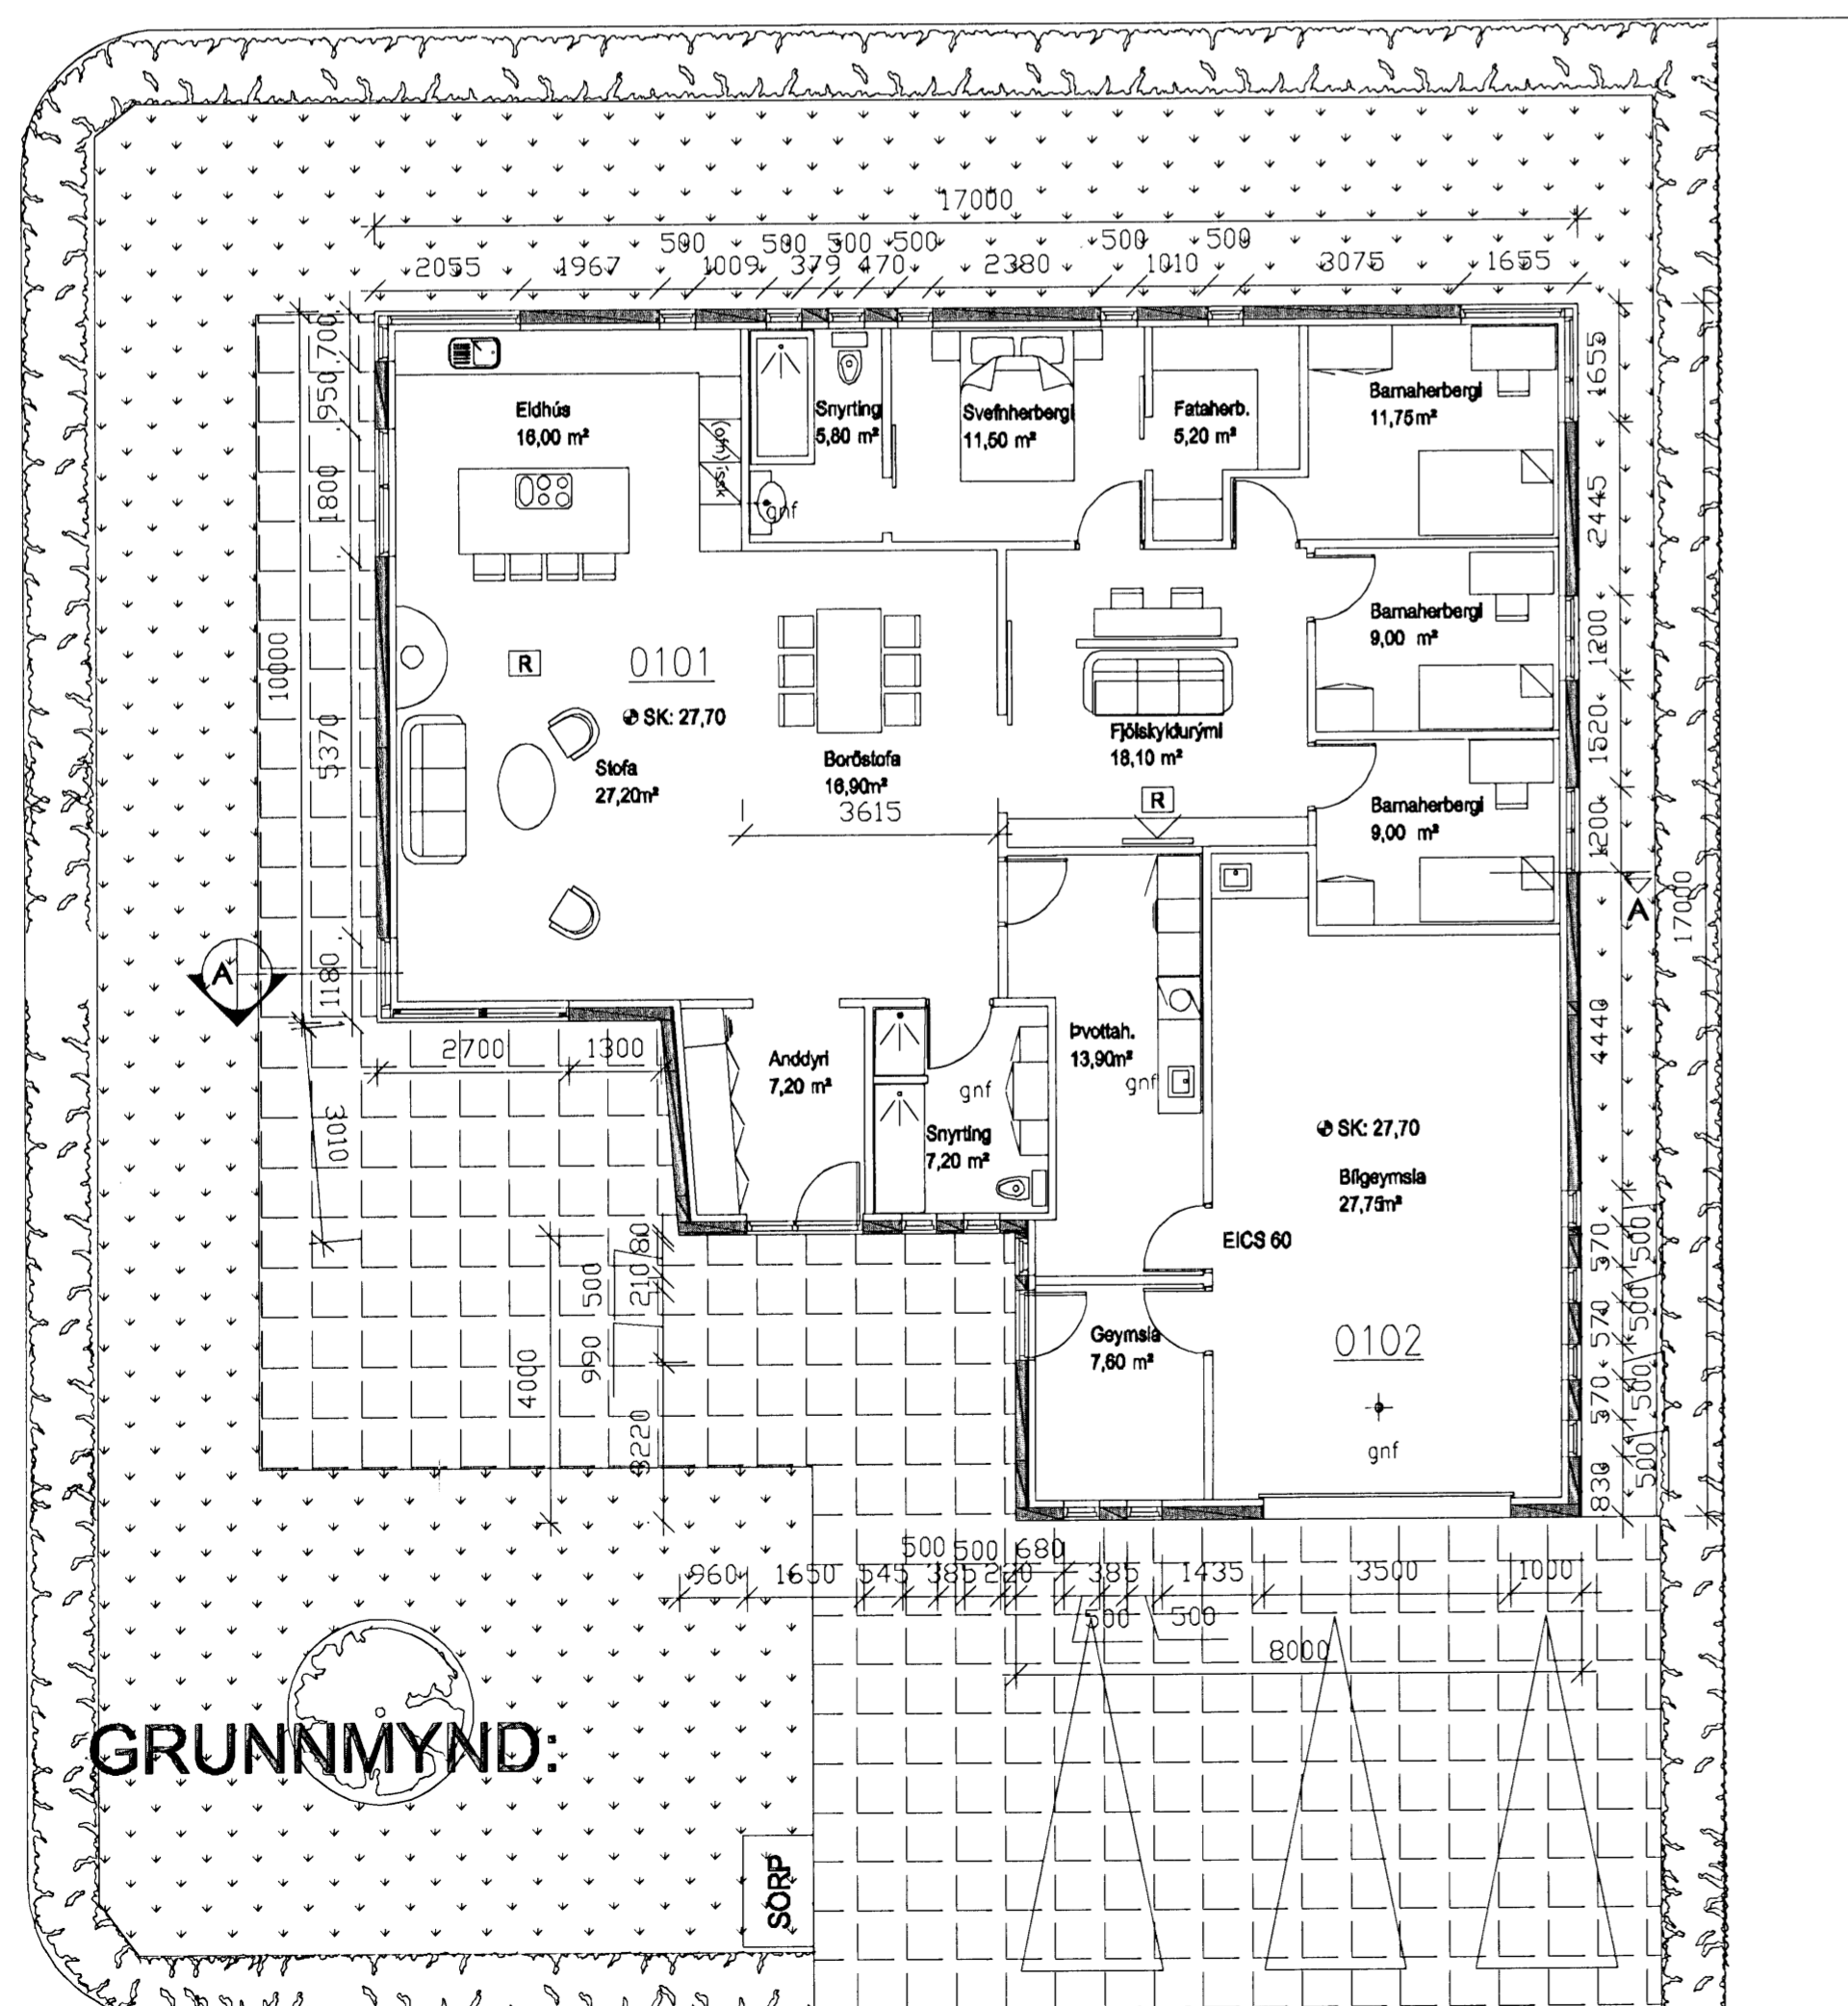 17000
500 500 500 500 500 500
2055 1967 1009 379 470 2380 1010 3075 1655
700
950
1800
10000
5370
1180
3010
Eldhús
16,00 m²
(ofn)
íssk
Snyrting
5,80 m²
gnf
Svefnherbergi
11,50 m²
Fataherb.
5,20 m²
Barnaherbergi
11,75m²
Barnaherbergi
9,00 m²
Barnaherbergi
9,00 m²
R
0101
SK: 27,70
Stofa
27,20m²
Borðstofa
16,90m²
3615
Fjölskyldurými
18,10 m²
R
1655
2445
1200
1520
1200
17000
A
A
4440
570
500
570
500
570
500
830
500
2700 1300
Anddyri
7,20 m²
gnf
Snyrting
7,20 m²
Þvottah.
13,90m²
gnf
SK: 27,70
Bílgeymsla
27,75m²
EICS 60
Geymsla
7,60 m²
0102
gnf
80
210
500
990
4000
3220
500 500 680
960 1650 545 385 220 385 1435 3500 1000
500 500
8000
GRUNNMYND:
SORP